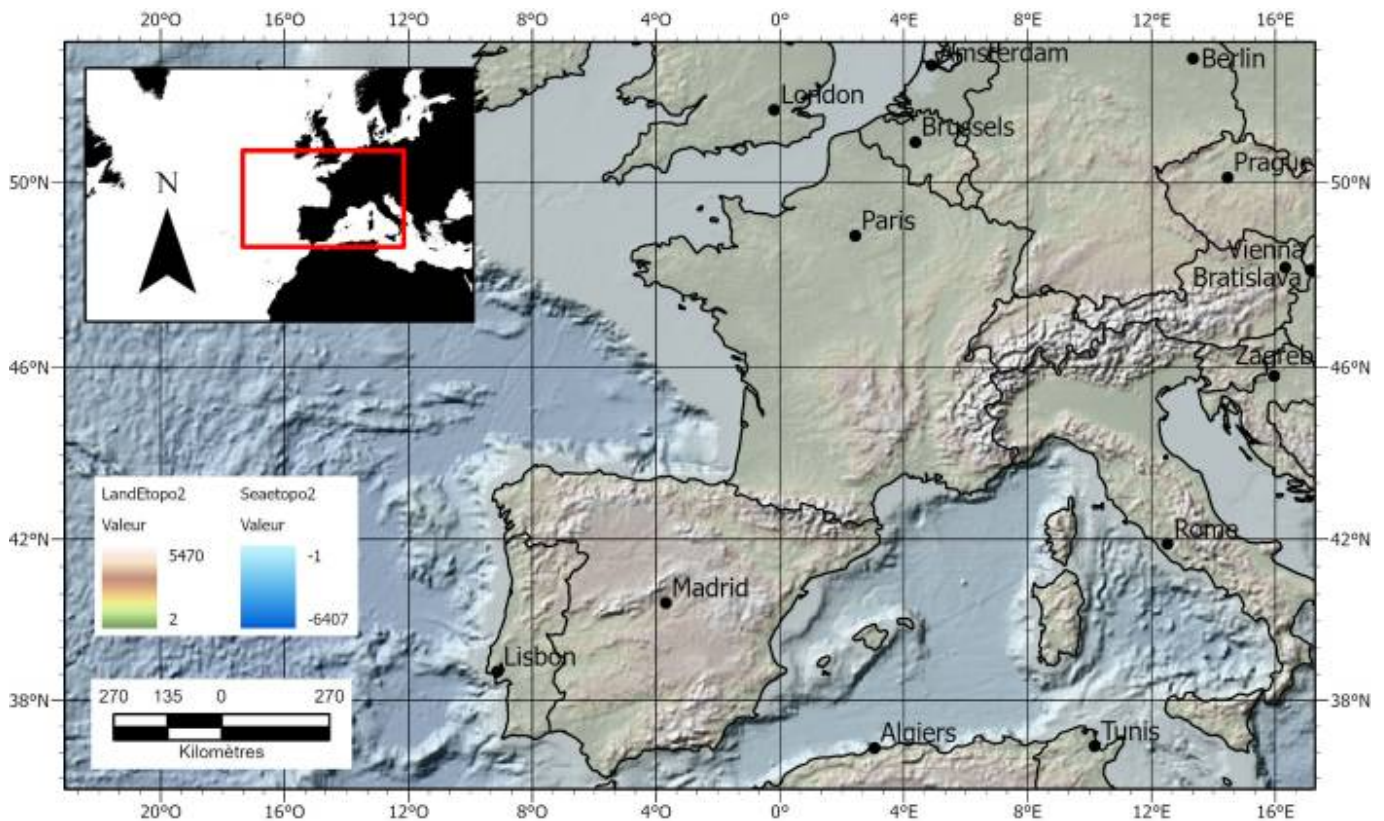 20°O 16°O 12°O 8°O 4°O 0° 4°E 8°E 12°E 16°E
Amsterdam
Berlin
London
Brussels
Prague
50°N
50°N
N
Paris
Vienna
Bratislava
46°N
46°N
Zagreb
LandEtopo2 Seaetopo2
Valeur Valeur
5470 -1
2 -6407
42°N
42°N
Rome
Madrid
Lisbon
38°N
38°N
270 135 0 270
Kilomètres
Algiers
Tunis
20°O 16°O 12°O 8°O 4°O 0° 4°E 8°E 12°E 16°E